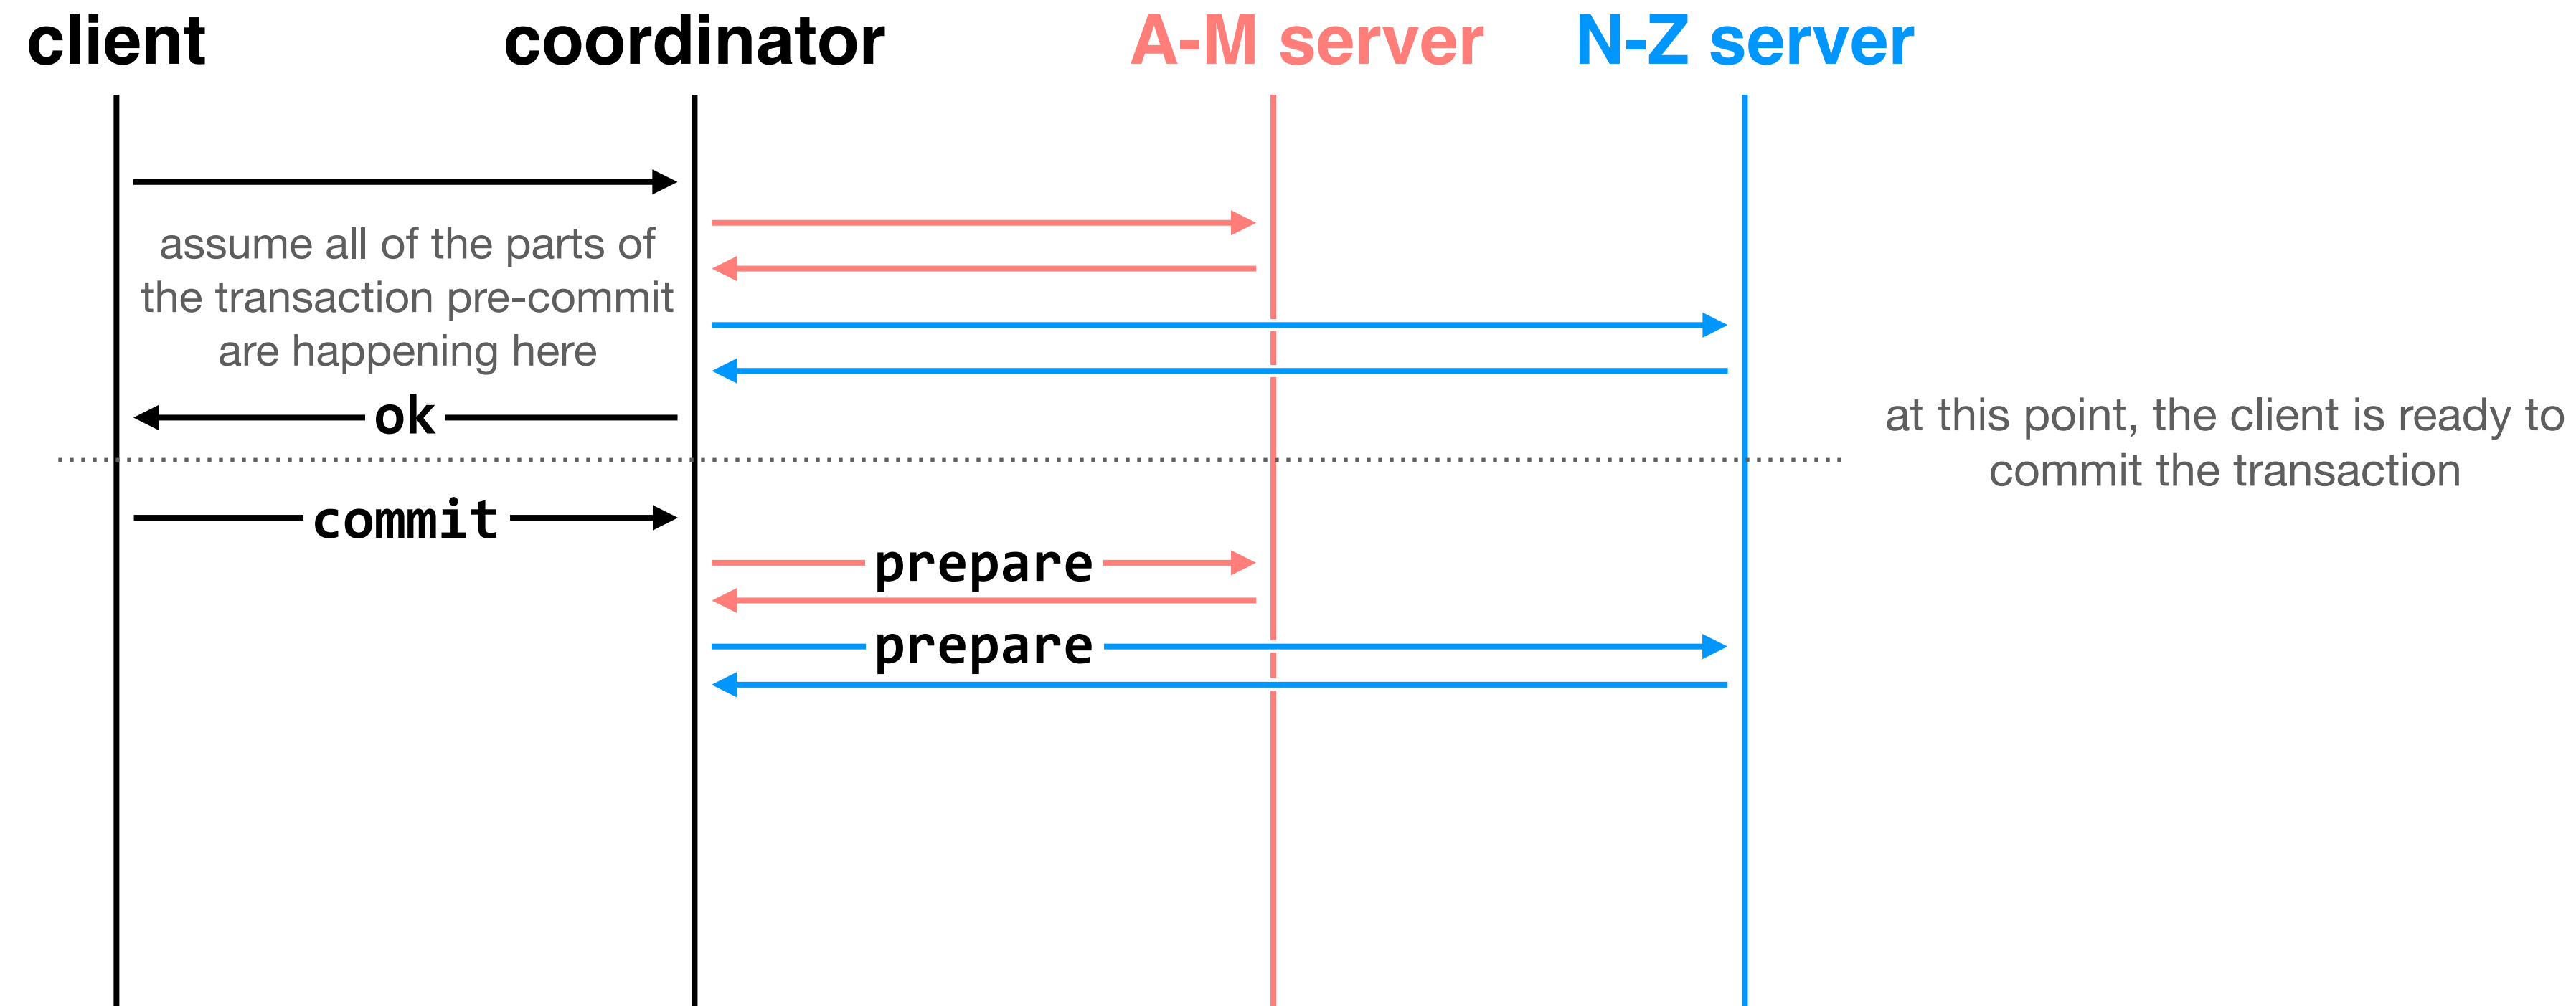 client
coordinator
A-M server
N-Z server
assume all of the parts of
the transaction pre-commit
are happening here
ok
at this point, the client is ready to
commit the transaction
commit
prepare
prepare